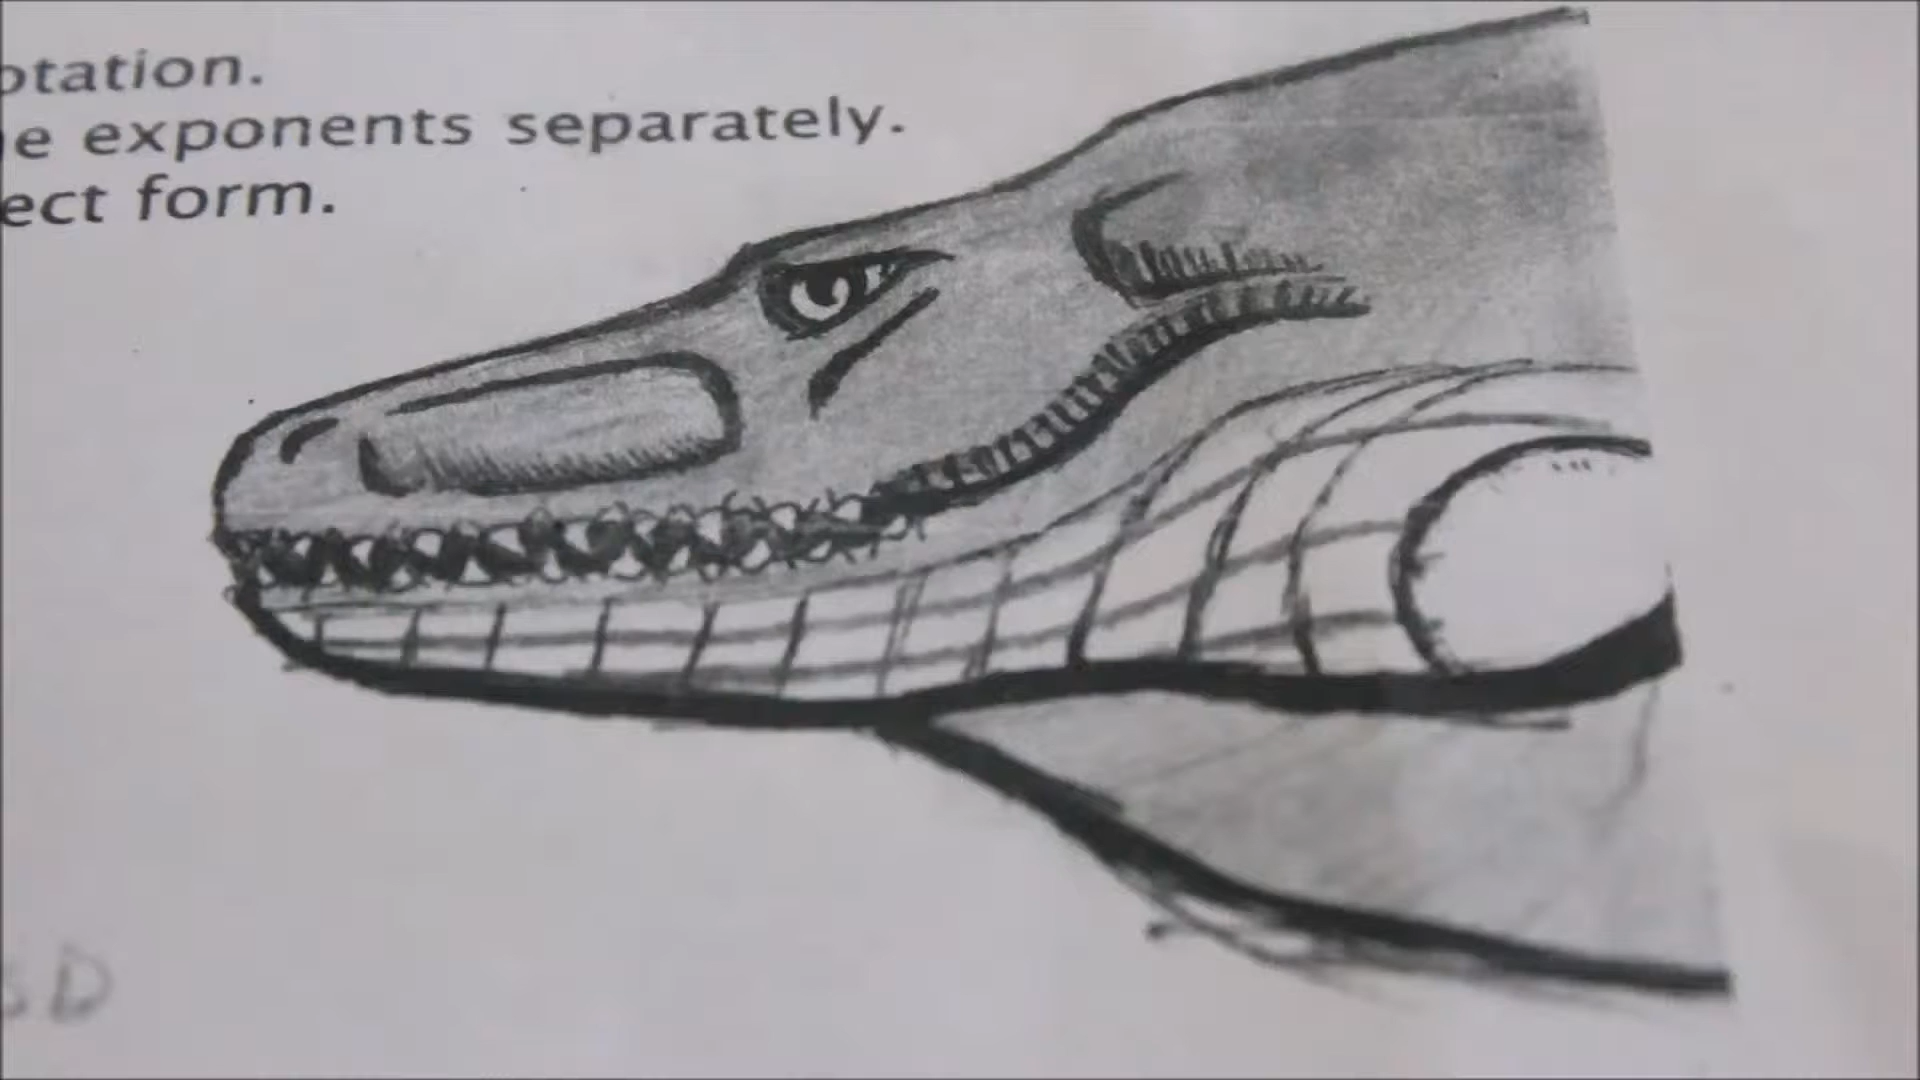 otation.
e exponents separately.
ect form.
D